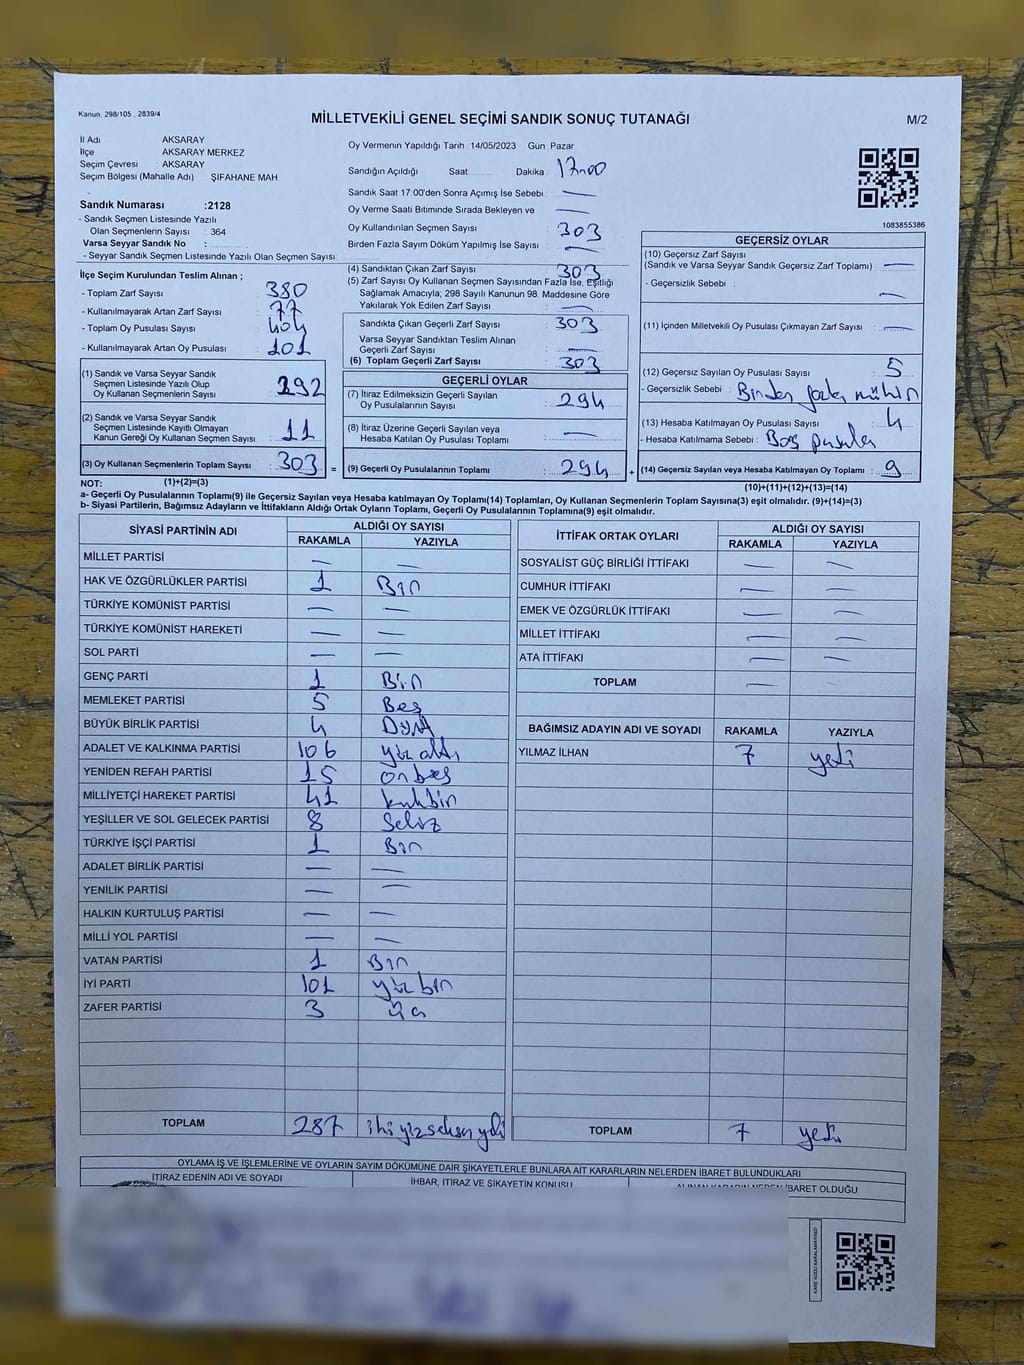 Kanun. 298/105 . 2839/4
MİLLETVEKİLİ GENEL SEÇİMİ SANDIK SONUÇ TUTANAĞI
M/2
İl Adı : AKSARAY
İlçe : AKSARAY MERKEZ
Seçim Çevresi : AKSARAY
Seçim Bölgesi (Mahalle Adı) ŞİFAHANE MAH
Sandık Numarası :2128
- Sandık Seçmen Listesinde Yazılı
Olan Seçmenlerin Sayısı : 364
Varsa Seyyar Sandık No :
- Seyyar Sandık Seçmen Listesinde Yazılı Olan Seçmen Sayısı
İlçe Seçim Kurulundan Teslim Alınan ;
- Toplam Zarf Sayısı : 380
- Kullanılmayarak Artan Zarf Sayısı : 77
- Toplam Oy Pusulası Sayısı : 404
- Kullanılmayarak Artan Oy Pusulası : 101
(1) Sandık ve Varsa Seyyar Sandık
Seçmen Listesinde Yazılı Olup
Oy Kullanan Seçmenlerin Sayısı : 292
(2) Sandık ve Varsa Seyyar Sandık
Seçmen Listesinde Kayıtlı Olmayan
Kanun Gereği Oy Kullanan Seçmen Sayısı : 11
(3) Oy Kullanan Seçmenlerin Toplam Sayısı : 303 =
Oy Vermenin Yapıldığı Tarih 14/05/2023 Gün Pazar
Sandığın Açıldığı Saat Dakika 17:00
Sandık Saat 17:00'den Sonra Açımış İse Sebebi : —
Oy Verme Saati Bitiminde Sırada Bekleyen ve —
Oy Kullandırılan Seçmen Sayısı : 303
Birden Fazla Sayım Döküm Yapılmış İse Sayısı : —
(4) Sandıktan Çıkan Zarf Sayısı : 303
(5) Zarf Sayısı Oy Kullanan Seçmen Sayısından Fazla İse, Eşitliği
Sağlamak Amacıyla; 298 Sayılı Kanunun 98. Maddesine Göre
Yakılarak Yok Edilen Zarf Sayısı : —
Sandıkta Çıkan Geçerli Zarf Sayısı : 303
Varsa Seyyar Sandıktan Teslim Alınan
Geçerli Zarf Sayısı : —
(6) Toplam Geçerli Zarf Sayısı : 303
GEÇERLİ OYLAR
(7) İtiraz Edilmeksizin Geçerli Sayılan
Oy Pusulalarının Sayısı : 294
(8) İtiraz Üzerine Geçerli Sayılan veya
Hesaba Katılan Oy Pusulası Toplamı : —
(9) Geçerli Oy Pusulalarının Toplamı : 294 +
1083855386
GEÇERSİZ OYLAR
(10) Geçersiz Zarf Sayısı
(Sandık ve Varsa Seyyar Sandık Geçersiz Zarf Toplamı) : —
- Geçersizlik Sebebi : —
(11) İçinden Milletvekili Oy Pusulası Çıkmayan Zarf Sayısı : —
(12) Geçersiz Sayılan Oy Pusulası Sayısı : 5
- Geçersizlik Sebebi : Birden fazla mühür
(13) Hesaba Katılmayan Oy Pusulası Sayısı : 4
- Hesaba Katılmama Sebebi : Boş pusula
(14) Geçersiz Sayılan veya Hesaba Katılmayan Oy Toplamı : 9
NOT: (1)+(2)=(3)
(10)+(11)+(12)+(13)=(14)
a- Geçerli Oy Pusulalarının Toplamı(9) ile Geçersiz Sayılan veya Hesaba katılmayan Oy Toplamı(14) Toplamları, Oy Kullanan Seçmenlerin Toplam Sayısına(3) eşit olmalıdır. (9)+(14)=(3)
b- Siyasi Partilerin, Bağımsız Adayların ve İttifakların Aldığı Ortak Oyların Toplamı, Geçerli Oy Pusulalarının Toplamına(9) eşit olmalıdır.
SİYASİ PARTİNİN ADI ALDIĞI OY SAYISI
RAKAMLA YAZIYLA
MİLLET PARTİSİ — —
HAK VE ÖZGÜRLÜKLER PARTİSİ 1 Bir
TÜRKİYE KOMÜNİST PARTİSİ — —
TÜRKİYE KOMÜNİST HAREKETİ — —
SOL PARTİ — —
GENÇ PARTİ 1 Bir
MEMLEKET PARTİSİ 5 Beş
BÜYÜK BİRLİK PARTİSİ 4 Dört
ADALET VE KALKINMA PARTİSİ 106 yüz altı
YENİDEN REFAH PARTİSİ 15 onbeş
MİLLİYETÇİ HAREKET PARTİSİ 41 kırkbir
YEŞİLLER VE SOL GELECEK PARTİSİ 8 Sekiz
TÜRKİYE İŞÇİ PARTİSİ 1 Bir
ADALET BİRLİK PARTİSİ — —
YENİLİK PARTİSİ — —
HALKIN KURTULUŞ PARTİSİ — —
MİLLİ YOL PARTİSİ — —
VATAN PARTİSİ 1 Bir
İYİ PARTİ 101 yüz bir
ZAFER PARTİSİ 3 üç
TOPLAM 287 ikiyüzseksen yedi
İTTİFAK ORTAK OYLARI ALDIĞI OY SAYISI
RAKAMLA YAZIYLA
SOSYALİST GÜÇ BİRLİĞİ İTTİFAKI — —
CUMHUR İTTİFAKI — —
EMEK VE ÖZGÜRLÜK İTTİFAKI — —
MİLLET İTTİFAKI — —
ATA İTTİFAKI — —
TOPLAM — —
BAĞIMSIZ ADAYIN ADI VE SOYADI RAKAMLA YAZIYLA
YILMAZ İLHAN 7 yedi
TOPLAM 7 yedi
OYLAMA İŞ VE İŞLEMLERİNE VE OYLARIN SAYIM DÖKÜMÜNE DAİR ŞİKAYETLERLE BUNLARA AİT KARARLARIN NELERDEN İBARET BULUNDUKLARI
İTİRAZ EDENİN ADI VE SOYADI İHBAR, İTİRAZ VE ŞİKAYETİN KONUSU ALINAN KARARIN NEDEN İBARET OLDUĞU
KARE KODU KARALAMAYINIZ!